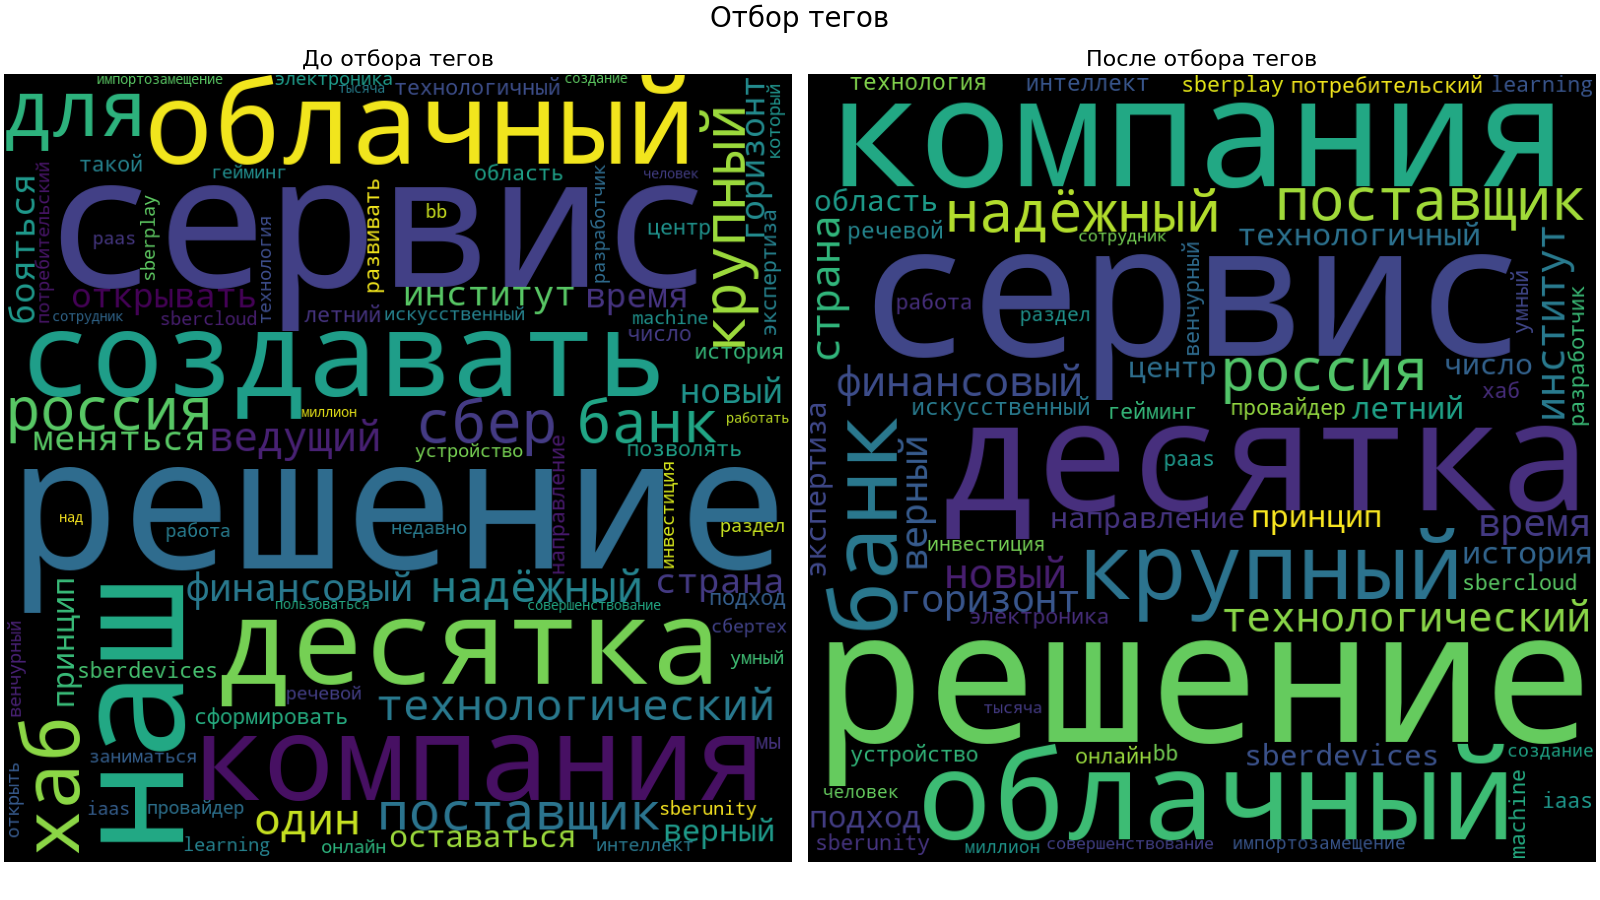 Отбор тегов
До отбора тегов
импортозамещение
электроника
создание
тысяча
технологичный
для
облачный
крупный
горизонт
который
такой
гейминг
область
человек
бояться
потребительский
сервис
sberplay
paas
технология
развивать
bb
разработчик
центр
экспертиза
открывать
институт
время
сотрудник
sbercloud
летний
искусственный
machine
число
создавать
история
новый
россия
миллион
сбер
банк
работать
меняться
ведущий
устройство
позволять
решение
направление
инвестиция
над
работа
недавно
раздел
финансовый
надёжный
страна
принцип
наш
пользоваться
совершенствование
подход
венчурный
десятка
сбертех
sberdevices
умный
речевой
технологический
сформировать
хаб
компания
мы
заниматься
открыть
iaas
провайдер
один
поставщик
sberunity
оставаться
верный
learning
онлайн
интеллект
После отбора тегов
технология
интеллект
sberplay
потребительский
learning
компания
область
надёжный
поставщик
страна
речевой
сотрудник
технологичный
институт
сервис
венчурный
умный
работа
раздел
разработчик
финансовый
центр
россия
число
хаб
искусственный
гейминг
провайдер
летний
экспертиза
банк
верный
десятка
paas
направление
принцип
время
инвестиция
новый
крупный
история
sbercloud
горизонт
электроника
технологический
решение
тысяча
устройство
онлайн
bb
sberdevices
создание
человек
облачный
machine
iaas
подход
sberunity
миллион
совершенствование
импортозамещение